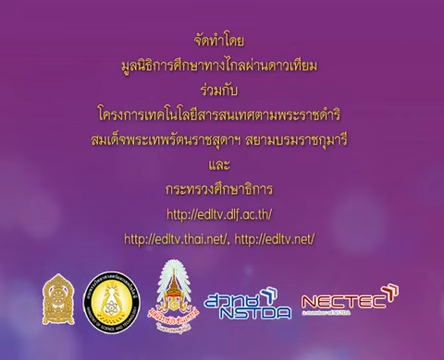 จัดทำโดย
มูลนิธิการศึกษาทางไกลผ่านดาวเทียม
ร่วมกับ
โครงการเทคโนโลยีสารสนเทศตามพระราชดำริ
สมเด็จพระเทพรัตนราชสุดาฯ สยามบรมราชกุมารี
และ
กระทรวงศึกษาธิการ
http://edltv.dlf.ac.th/
http://edltv.thai.net/, http://edltv.net/
สวทช
NSTDA
NECTEC
a member of NSTDA